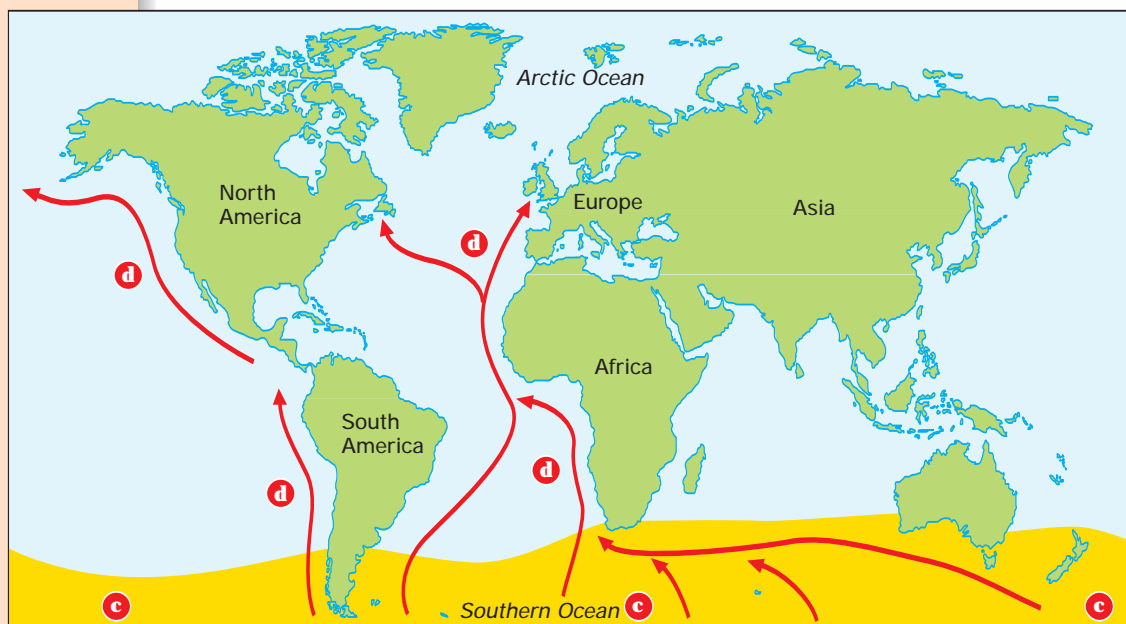 Arctic Ocean
North
America
Europe
Asia
d
d
Africa
South
America
d
d
c
Southern Ocean
c
c